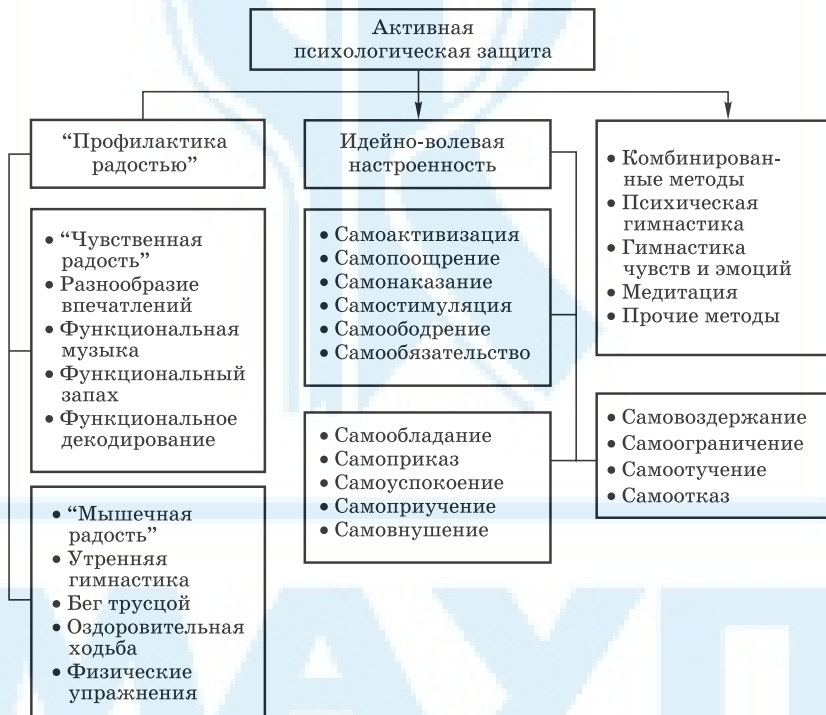 Активная
психологическая защита
“Профилактика
радостью”
Идейно-волевая
настроенность
• Комбинирован-
ные методы
• Психическая
гимнастика
• Гимнастика
чувств и эмоций
• Медитация
• Прочие методы
• “Чувственная
радость”
• Разнообразие
впечатлений
• Функциональная
музыка
• Функциональный
запах
• Функциональное
декодирование
• Самоактивизация
• Самопоощрение
• Самонаказание
• Самостимуляция
• Самоободрение
• Самообязательство
• Самообладание
• Самоприказ
• Самоуспокоение
• Самоприучение
• Самовнушение
• Самовоздержание
• Самоограничение
• Самоотучение
• Самоотказ
• “Мышечная
радость”
• Утренняя
гимнастика
• Бег трусцой
• Оздоровительная
ходьба
• Физические
упражнения
МАУП